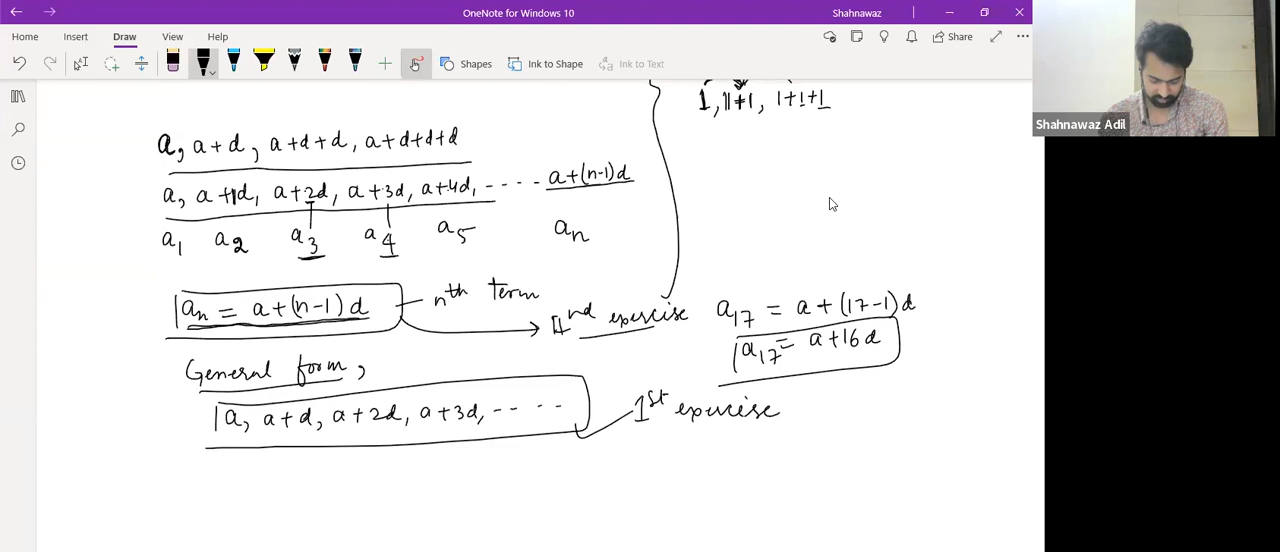 OneNote for Windows 10
Shahnawaz
Home Insert Draw View Help
Share
Shapes
Ink to Shape
Ink to Text
1, 1+1, 1+1+1
Shahnawaz Adil
a, a+d, a+d+d, a+d+d+d
a, a+1d, a+2d, a+3d, a+4d, ---- a+(n-1)d
a1 a2 a3 a4 a5 an
an = a+(n-1)d
nth term
nd exercise
a17 = a+(17-1)d
a17 = a+16d
General form,
a, a+d, a+2d, a+3d, -----
1st exercise